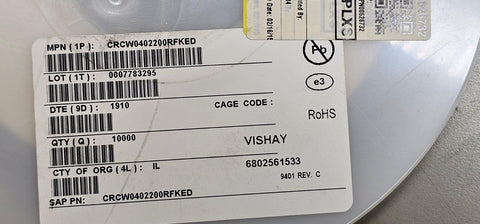 MPN (1P): CRCW0402200RFKED
LOT (1T): 0007783295
DTE (9D): 1910
CAGE CODE:
QTY (Q): 10000
CTY OF ORG (4L): IL
SAP PN: CRCW0402200RFKED
Pb
e3
RoHS
VISHAY
6802561533
9401 REV. C
PLXS